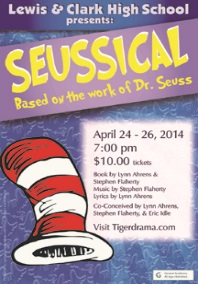 Lewis & Clark High School
presents:
SEUSSICAL
Based on the work of Dr. Seuss
April 24 - 26, 2014
7:00 pm
$10.00 tickets
Book by Lynn Ahrens &
Stephen Flaherty
Music by Stephen Flaherty
Lyrics by Lynn Ahrens
Co-Conceived by Lynn Ahrens,
Stephen Flaherty, & Eric Idle
Visit Tigerdrama.com